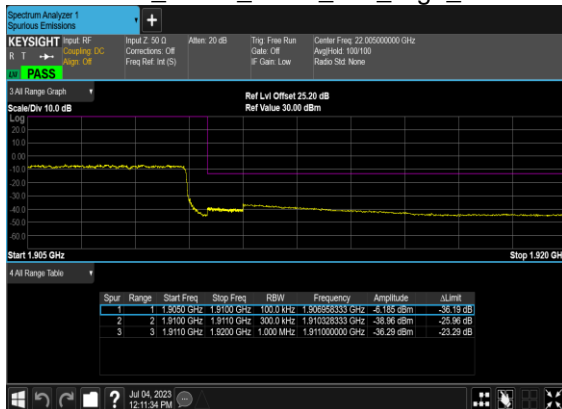 Spectrum Analyzer 1
Spurious Emissions
+
KEYSIGHT Input: RF Input Z: 50 Ω Atten: 20 dB Trig: Free Run Center Freq: 22.005000000 GHz
R T Coupling: DC Corrections: Off Gate: Off Avg|Hold: 100/100
Align: Off Freq Ref: Int (S) IF Gain: Low Radio Std: None
PASS
3 All Range Graph
Ref Lvl Offset 25.20 dB
Scale/Div 10.0 dB Ref Value 30.00 dBm
Log
20.0
10.0
0.00
-10.0
-20.0
-30.0
-40.0
-50.0
-60.0
Start 1.905 GHz Stop 1.920 GH
4 All Range Table
Spur Range Start Freq Stop Freq RBW Frequency Amplitude ΔLimit
1 1 1.9050 GHz 1.9100 GHz 100.0 kHz 1.906958333 GHz -6.185 dBm -36.19 dB
2 2 1.9100 GHz 1.9110 GHz 300.0 kHz 1.910328333 GHz -38.96 dBm -25.96 dB
3 3 1.9110 GHz 1.9200 GHz 1.000 MHz 1.911000000 GHz -36.29 dBm -23.29 dB
? Jul 04, 2023
12:11:34 PM